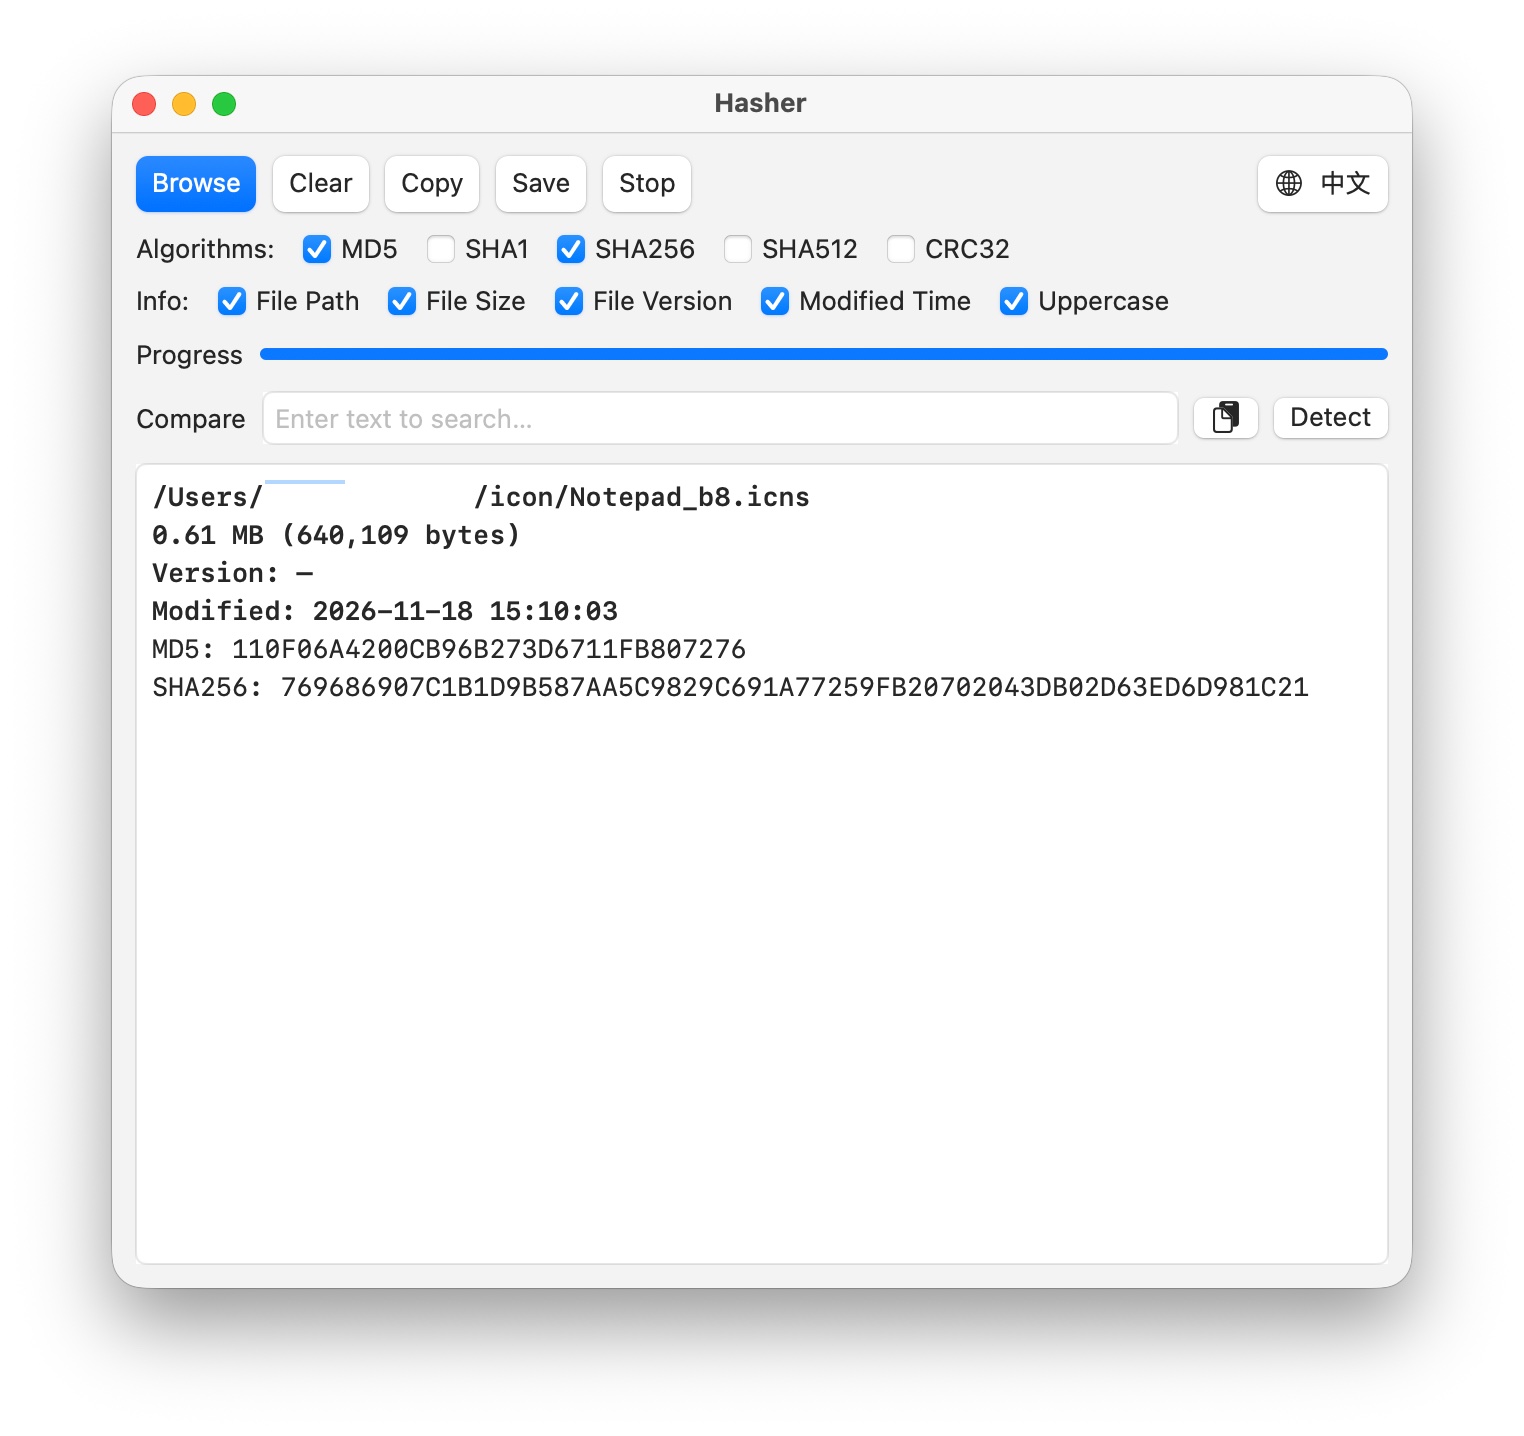 Hasher
Browse Clear Copy Save Stop 中文
Algorithms: MD5 SHA1 SHA256 SHA512 CRC32
Info: File Path File Size File Version Modified Time Uppercase
Progress
Compare Enter text to search... Detect
/Users/ /icon/Notepad_b8.icns
0.61 MB (640,109 bytes)
Version: —
Modified: 2026-11-18 15:10:03
MD5: 110F06A4200CB96B273D6711FB807276
SHA256: 769686907C1B1D9B587AA5C9829C691A77259FB20702043DB02D63ED6D981C21